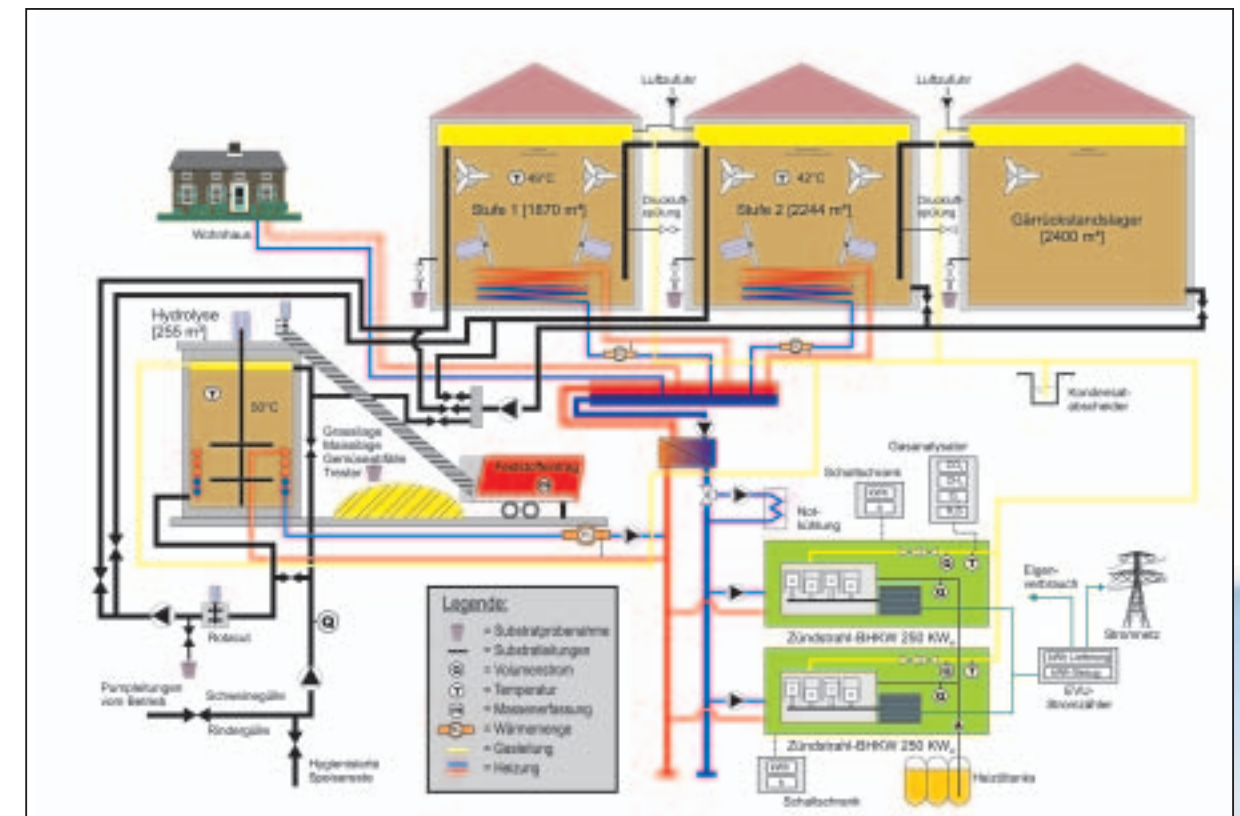 Luftzufuhr
Luftzufuhr
T 45°C
Stufe 1 [1870 m³]
Druckluft-
spülung
T 42°C
Stufe 2 [2244 m³]
Druckluft-
spülung
Gärrückstandslager
[2400 m³]
Wohnhaus
Hydrolyse
[255 m³]
T
50°C
Grassilage
Maissilage
Gemüseabfälle
Trester
Feststoffeintrag
Kondensat-
abscheider
Gasanalysator
Schaltschrank
Not-
kühlung
Eigen-
verbrauch
Stromnetz
Zündstrahl-BHKW 250 KW
EVU-
Stromzähler
Zündstrahl-BHKW 250 KW
Schaltschrank
Heizöltanks
Rotacut
Q
Pumpleitungen
vom Betrieb
Schweinegülle
Rindergülle
Hygienisierte
Speisereste
Legende:
= Substratprobenahme
= Substratleitungen
Q = Volumenstrom
T = Temperatur
= Massenerfassung
= Wärmemenge
= Gasleitung
= Heizung